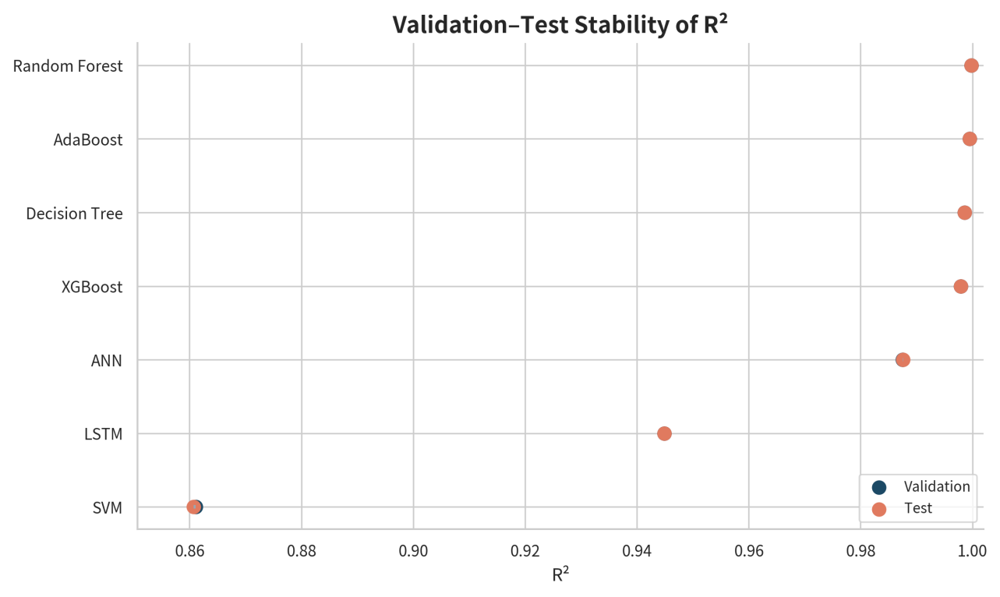 Validation–Test Stability of R²
Random Forest
AdaBoost
Decision Tree
XGBoost
ANN
LSTM
SVM
Validation
Test
0.86 0.88 0.90 0.92 0.94 0.96 0.98 1.00
R²